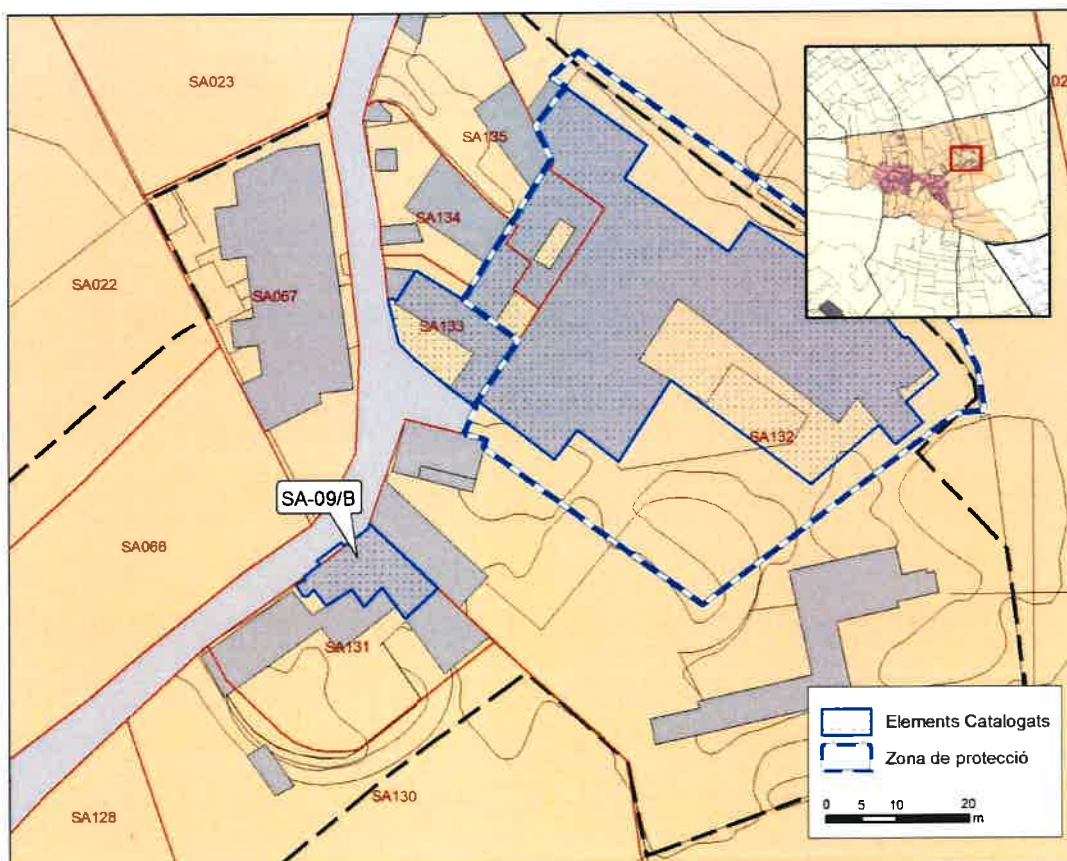 SA023
SA135
02
SA134
SA022
SA067
SA133
SA132
SA-09/B
SA066
SA131
Elements Catalogats
Zona de protecció
0 5 10 20
m
SA130
SA128